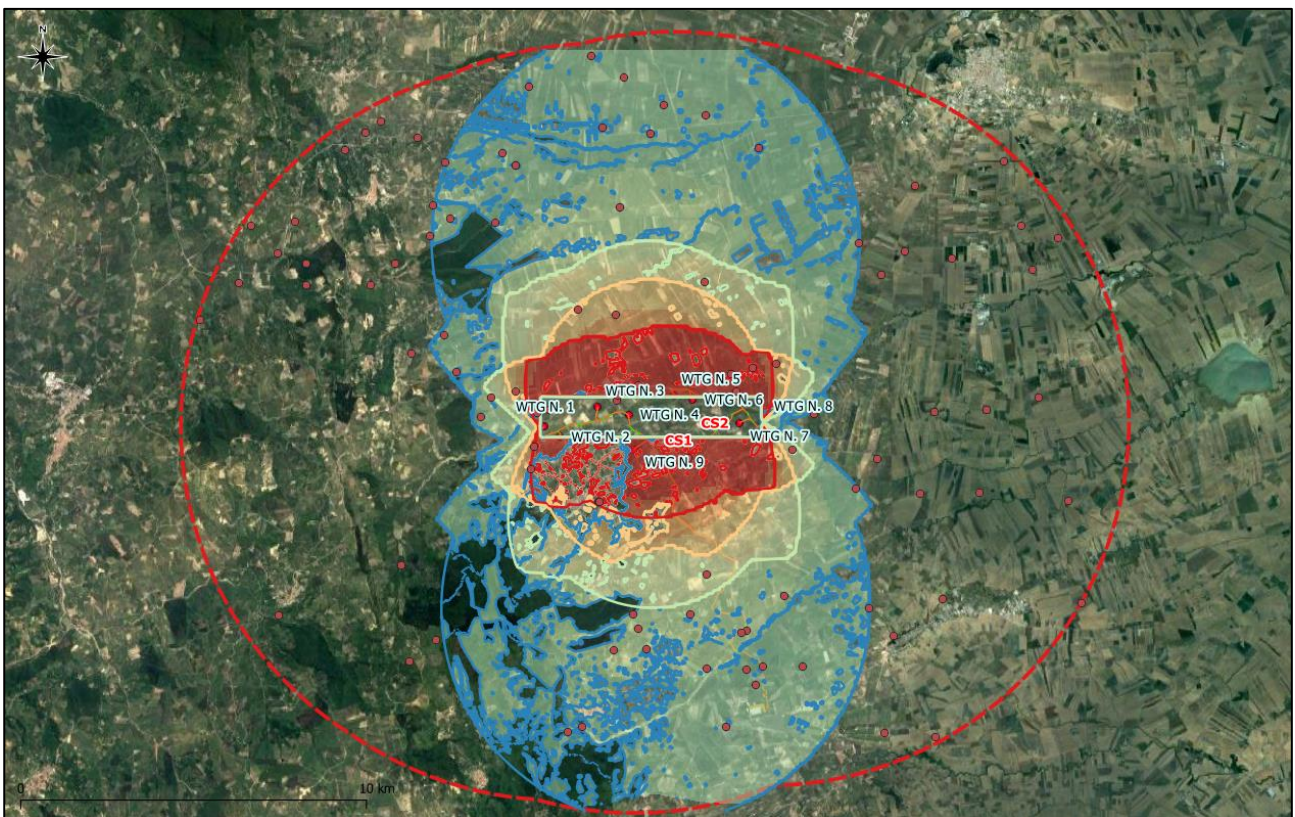 N
WTG N. 5
WTG N. 3
WTG N. 6
WTG N. 1
WTG N. 8
WTG N. 4
CS2
WTG N. 2
CS1
WTG N. 7
WTG N. 9
0
10 km